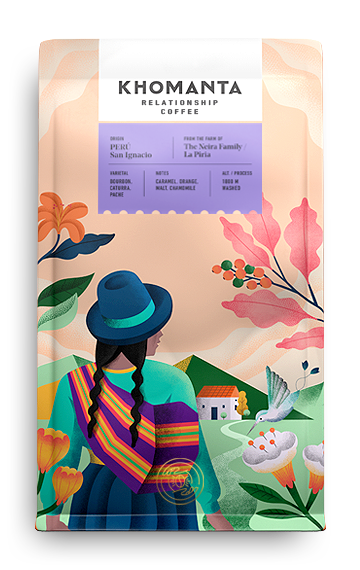 KHOMANTA
RELATIONSHIP
COFFEE
ORIGIN
PERÚ
San Ignacio
FROM THE FARM OF
The Neira Family /
La Piria
VARIETAL
BOURBON,
CATURRA,
PACHE
NOTES
CARAMEL, ORANGE,
MALT, CHAMOMILE
ALT / PROCESS
1800 M
WASHED